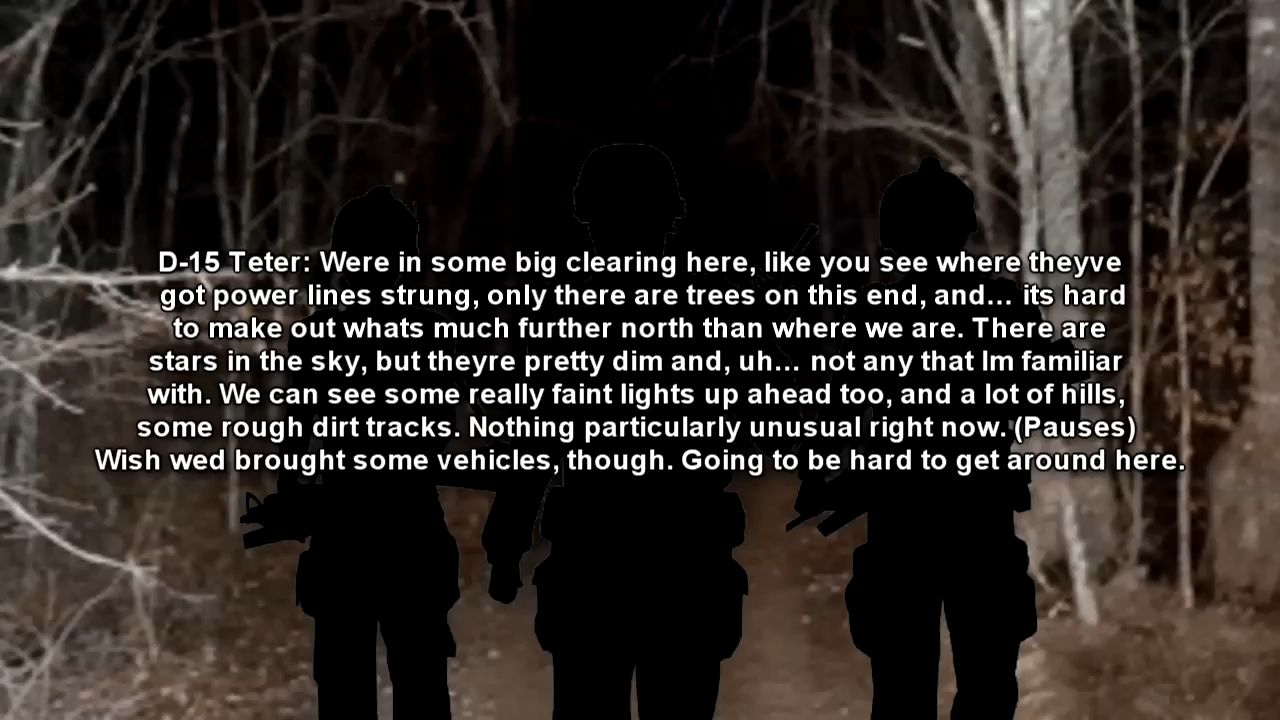 D-15 Teter: Were in some big clearing here, like you see where theyve
got power lines strung, only there are trees on this end, and... its hard
to make out whats much further north than where we are. There are
stars in the sky, but theyre pretty dim and, uh... not any that Im familiar
with. We can see some really faint lights up ahead too, and a lot of hills,
some rough dirt tracks. Nothing particularly unusual right now. (Pauses)
Wish wed brought some vehicles, though. Going to be hard to get around here.